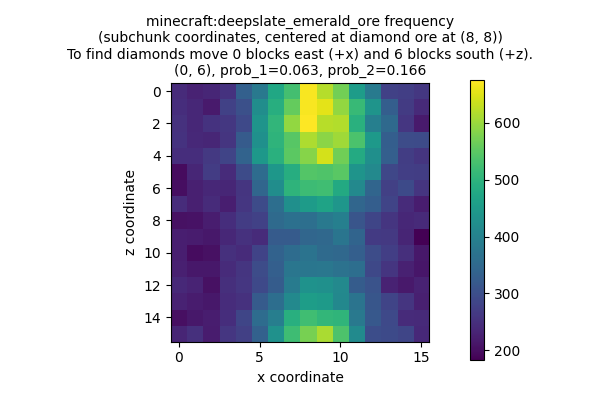 minecraft:deepslate_emerald_ore frequency
(subchunk coordinates, centered at diamond ore at (8, 8))
To find diamonds move 0 blocks east (+x) and 6 blocks south (+z).
(0, 6), prob_1=0.063, prob_2=0.166
0
2
4
6
8
10
12
14
z coordinate
0
5
10
15
x coordinate
600
500
400
300
200